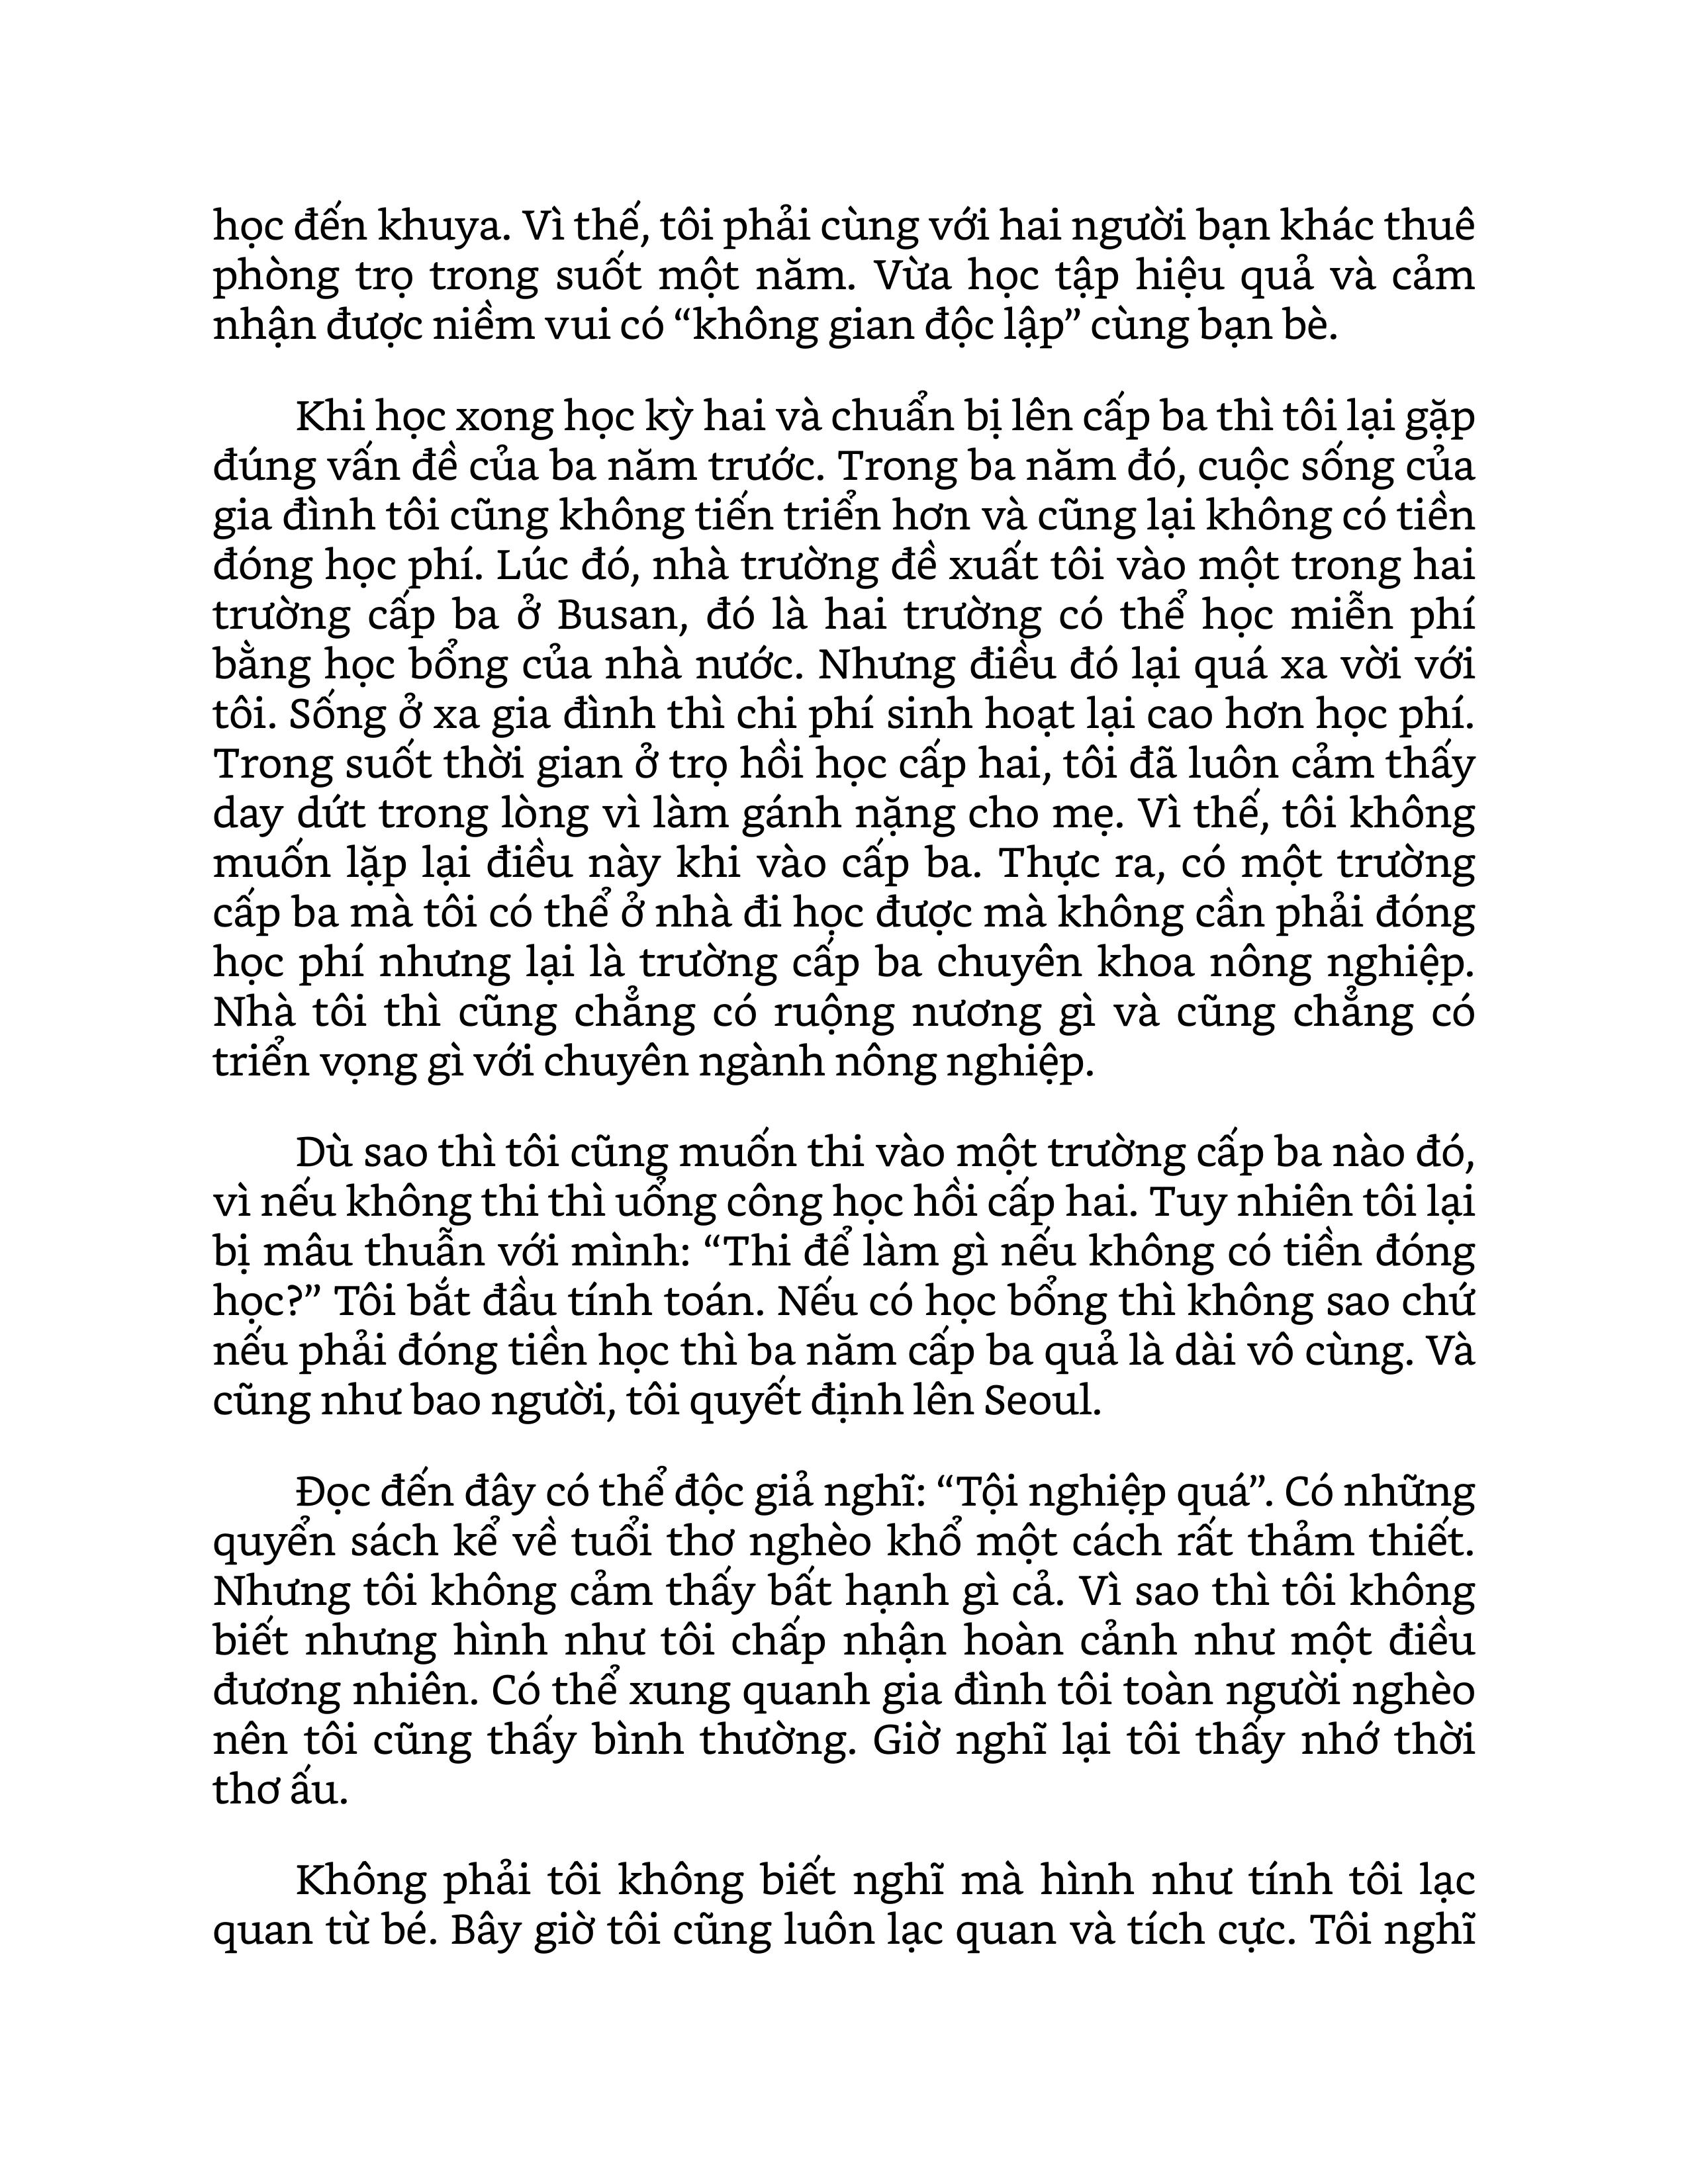 học đến khuya. Vì thế, tôi phải cùng với hai người bạn khác thuê
phòng trọ trong suốt một năm. Vừa học tập hiệu quả và cảm
nhận được niềm vui có “không gian độc lập” cùng bạn bè.
Khi học xong học kỳ hai và chuẩn bị lên cấp ba thì tôi lại gặp
đúng vấn đề của ba năm trước. Trong ba năm đó, cuộc sống của
gia đình tôi cũng không tiến triển hơn và cũng lại không có tiền
đóng học phí. Lúc đó, nhà trường đề xuất tôi vào một trong hai
trường cấp ba ở Busan, đó là hai trường có thể học miễn phí
bằng học bổng của nhà nước. Nhưng điều đó lại quá xa vời với
tôi. Sống ở xa gia đình thì chi phí sinh hoạt lại cao hơn học phí.
Trong suốt thời gian ở trọ hồi học cấp hai, tôi đã luôn cảm thấy
day dứt trong lòng vì làm gánh nặng cho mẹ. Vì thế, tôi không
muốn lặp lại điều này khi vào cấp ba. Thực ra, có một trường
cấp ba mà tôi có thể ở nhà đi học được mà không cần phải đóng
học phí nhưng lại là trường cấp ba chuyên khoa nông nghiệp.
Nhà tôi thì cũng chẳng có ruộng nương gì và cũng chẳng có
triển vọng gì với chuyên ngành nông nghiệp.
Dù sao thì tôi cũng muốn thi vào một trường cấp ba nào đó,
vì nếu không thi thì uổng công học hồi cấp hai. Tuy nhiên tôi lại
bị mâu thuẫn với mình: “Thi để làm gì nếu không có tiền đóng
học?” Tôi bắt đầu tính toán. Nếu có học bổng thì không sao chứ
nếu phải đóng tiền học thì ba năm cấp ba quả là dài vô cùng. Và
cũng như bao người, tôi quyết định lên Seoul.
Đọc đến đây có thể độc giả nghĩ: “Tội nghiệp quá”. Có những
quyển sách kể về tuổi thơ nghèo khổ một cách rất thảm thiết.
Nhưng tôi không cảm thấy bất hạnh gì cả. Vì sao thì tôi không
biết nhưng hình như tôi chấp nhận hoàn cảnh như một điều
đương nhiên. Có thể xung quanh gia đình tôi toàn người nghèo
nên tôi cũng thấy bình thường. Giờ nghĩ lại tôi thấy nhớ thời
thơ ấu.
Không phải tôi không biết nghĩ mà hình như tính tôi lạc
quan từ bé. Bây giờ tôi cũng luôn lạc quan và tích cực. Tôi nghĩ